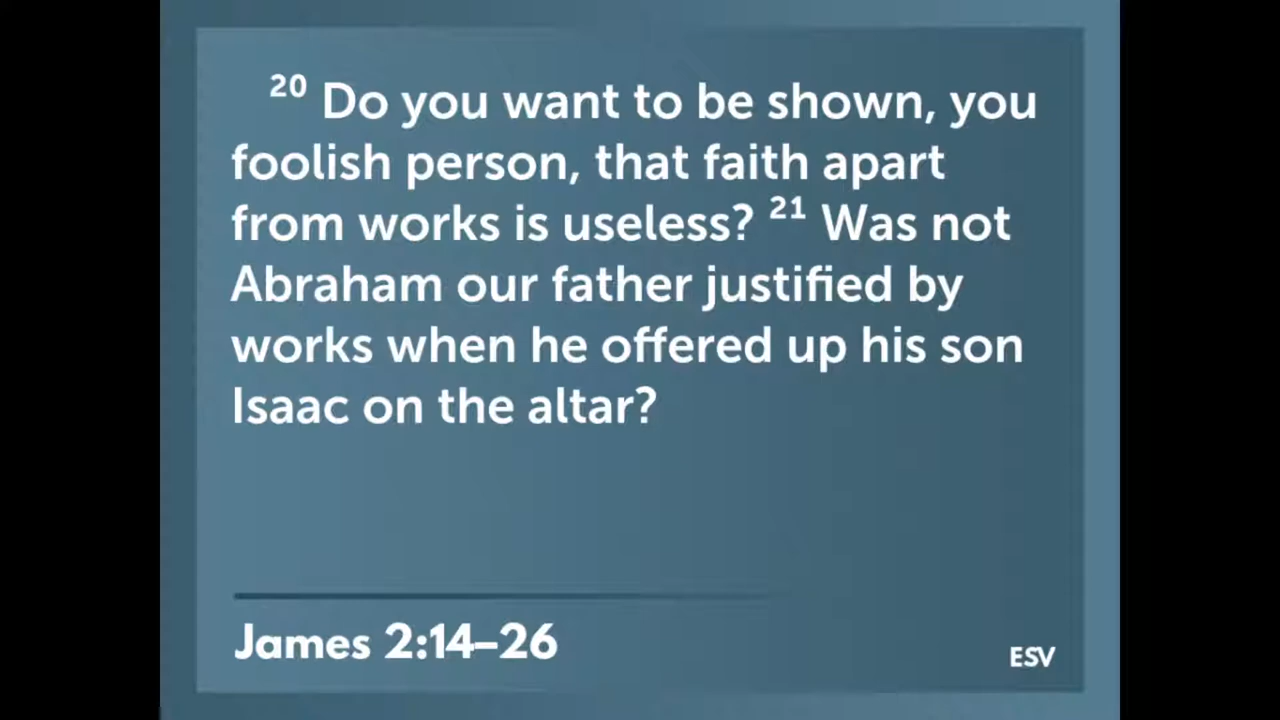 20 Do you want to be shown, you
foolish person, that faith apart
from works is useless? 21 Was not
Abraham our father justified by
works when he offered up his son
Isaac on the altar?
James 2:14–26
ESV